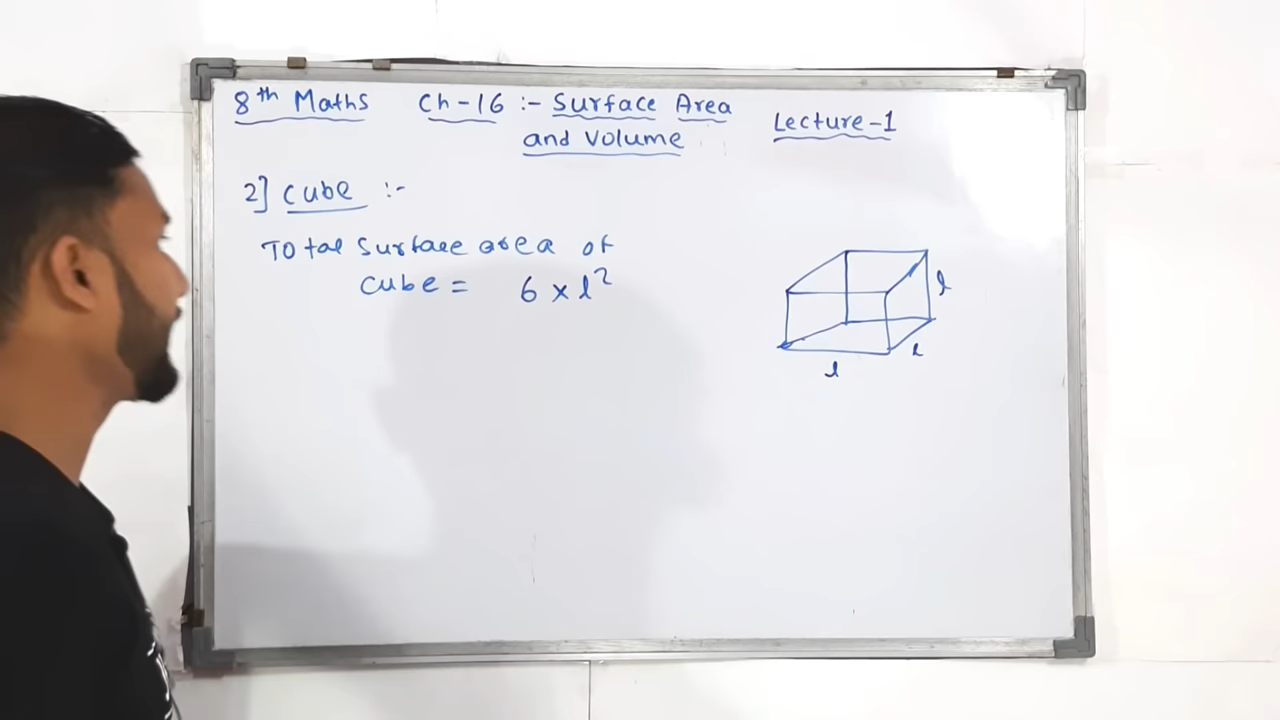 8th Maths Ch-16 :- Surface Area
and Volume
Lecture-1
2] Cube :-
Total Surface area of
Cube = 6 × l²
l
l
l